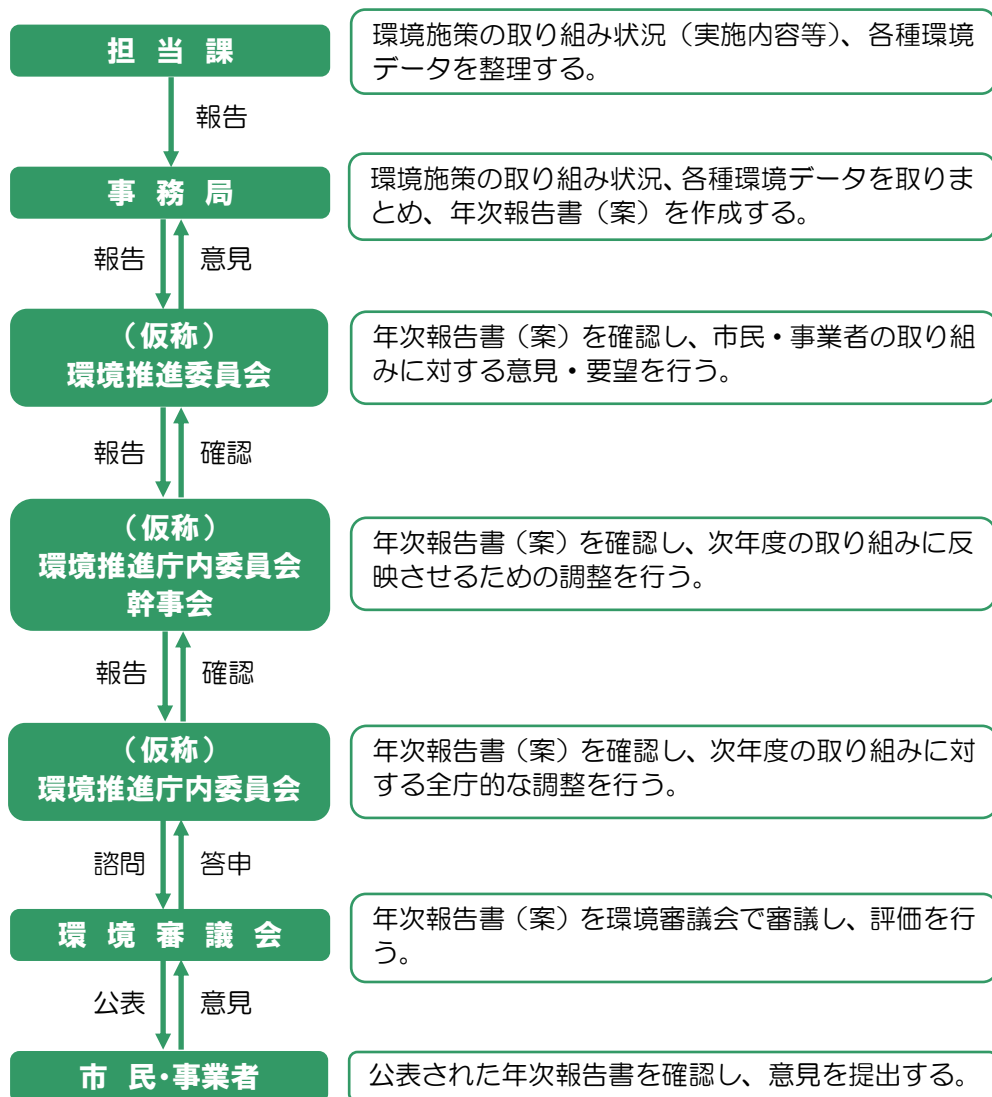 担当課
環境施策の取り組み状況（実施内容等）、各種環境
データを整理する。
報告
事務局
環境施策の取り組み状況、各種環境データを取りま
とめ、年次報告書（案）を作成する。
報告 意見
（仮称）
環境推進委員会
年次報告書（案）を確認し、市民・事業者の取り組
みに対する意見・要望を行う。
報告 確認
（仮称）
環境推進庁内委員会
幹事会
年次報告書（案）を確認し、次年度の取り組みに反
映させるための調整を行う。
報告 確認
（仮称）
環境推進庁内委員会
年次報告書（案）を確認し、次年度の取り組みに対
する全庁的な調整を行う。
諮問 答申
環境審議会
年次報告書（案）を環境審議会で審議し、評価を行
う。
公表 意見
市民・事業者
公表された年次報告書を確認し、意見を提出する。